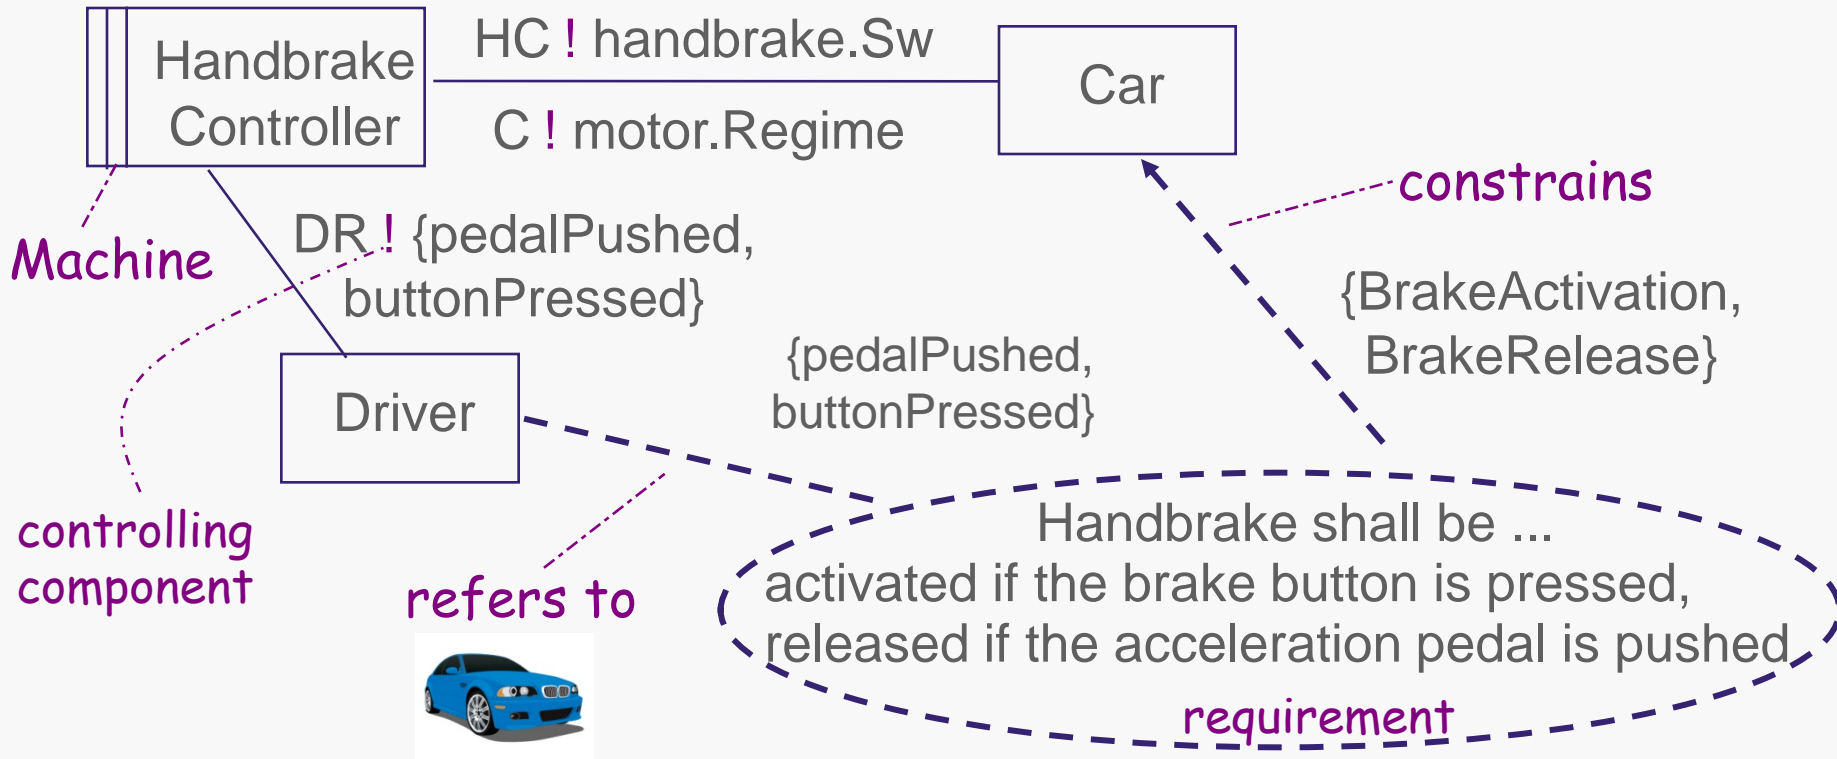 Handbrake
Controller
HC ! handbrake.Sw
C ! motor.Regime
Car
Machine
DR ! {pedalPushed,
buttonPressed}
constrains
{BrakeActivation,
BrakeRelease}
Driver
{pedalPushed,
buttonPressed}
controlling
component
refers to
Handbrake shall be ...
activated if the brake button is pressed,
released if the acceleration pedal is pushed
requirement